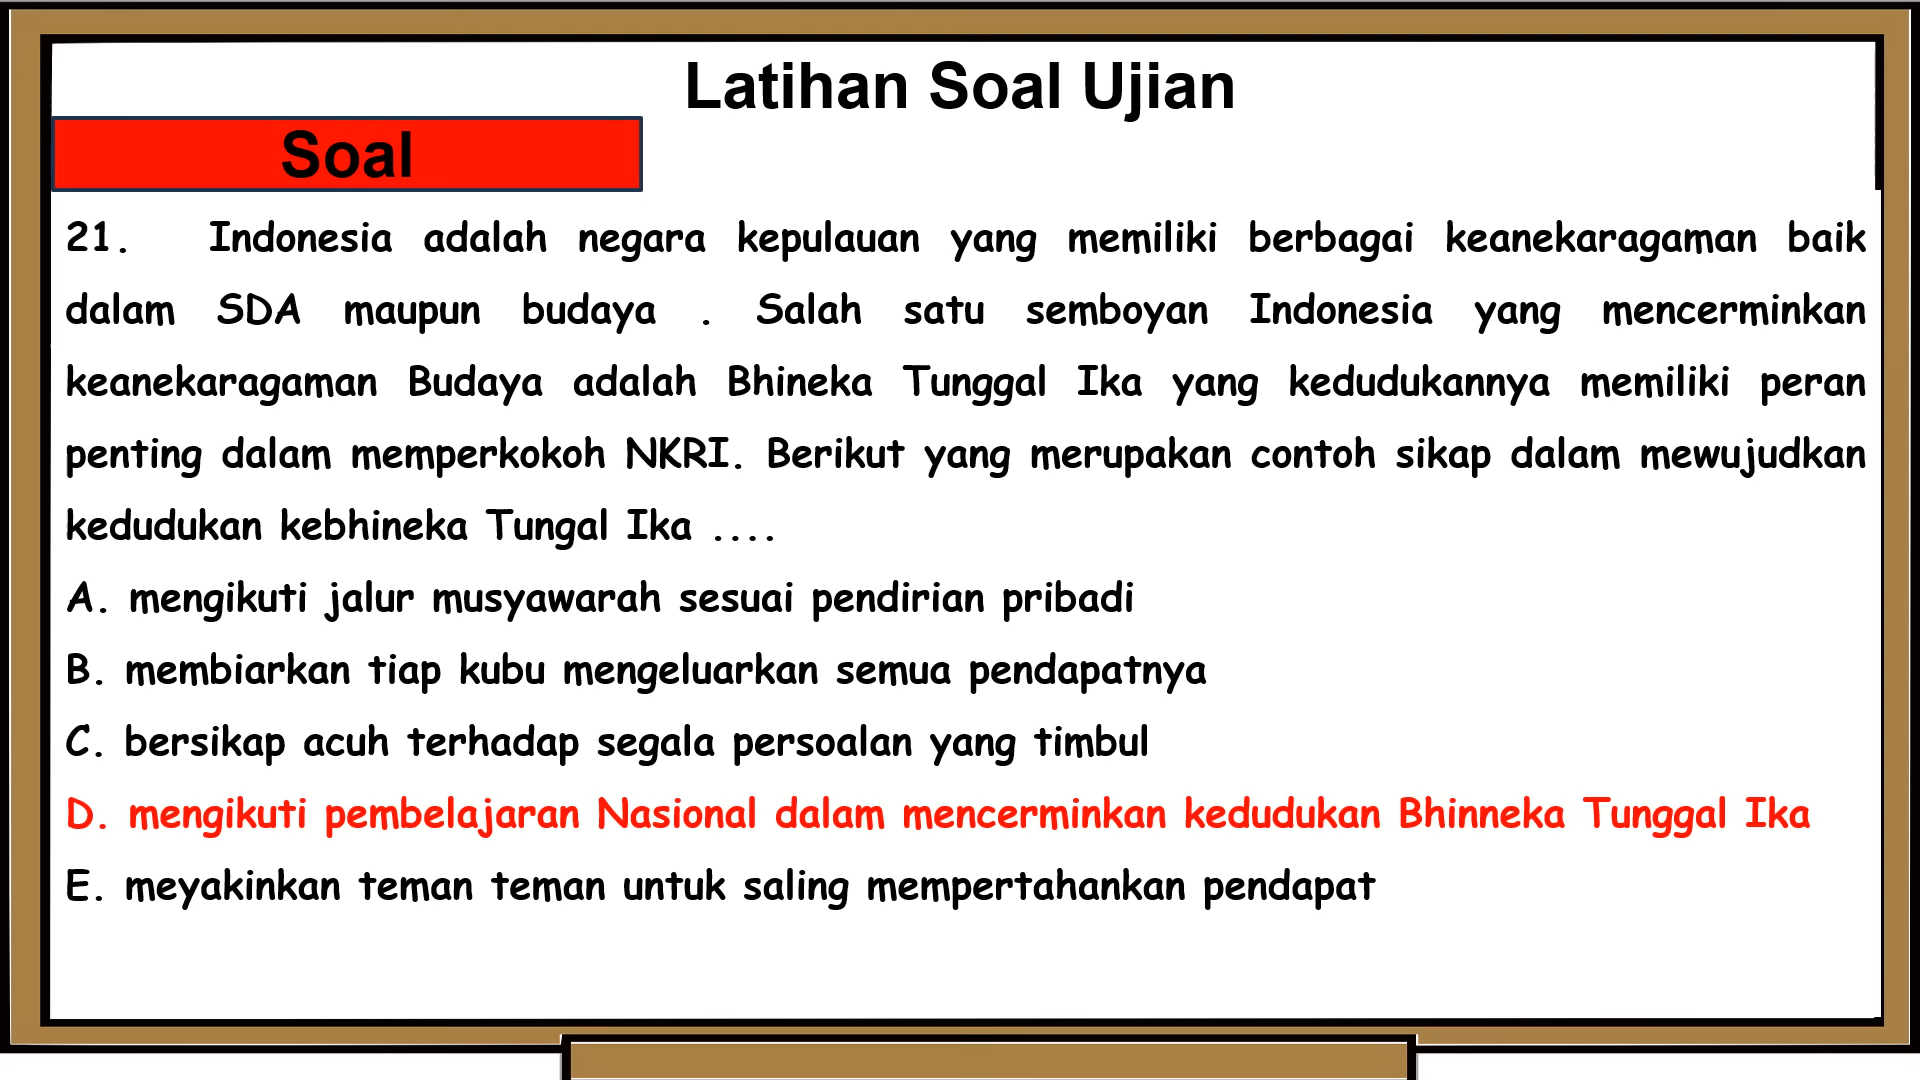 Latihan Soal Ujian
Soal
21. Indonesia adalah negara kepulauan yang memiliki berbagai keanekaragaman baik
dalam SDA maupun budaya . Salah satu semboyan Indonesia yang mencerminkan
keanekaragaman Budaya adalah Bhineka Tunggal Ika yang kedudukannya memiliki peran
penting dalam memperkokoh NKRI. Berikut yang merupakan contoh sikap dalam mewujudkan
kedudukan kebhineka Tungal Ika ....
A. mengikuti jalur musyawarah sesuai pendirian pribadi
B. membiarkan tiap kubu mengeluarkan semua pendapatnya
C. bersikap acuh terhadap segala persoalan yang timbul
D. mengikuti pembelajaran Nasional dalam mencerminkan kedudukan Bhinneka Tunggal Ika
E. meyakinkan teman teman untuk saling mempertahankan pendapat